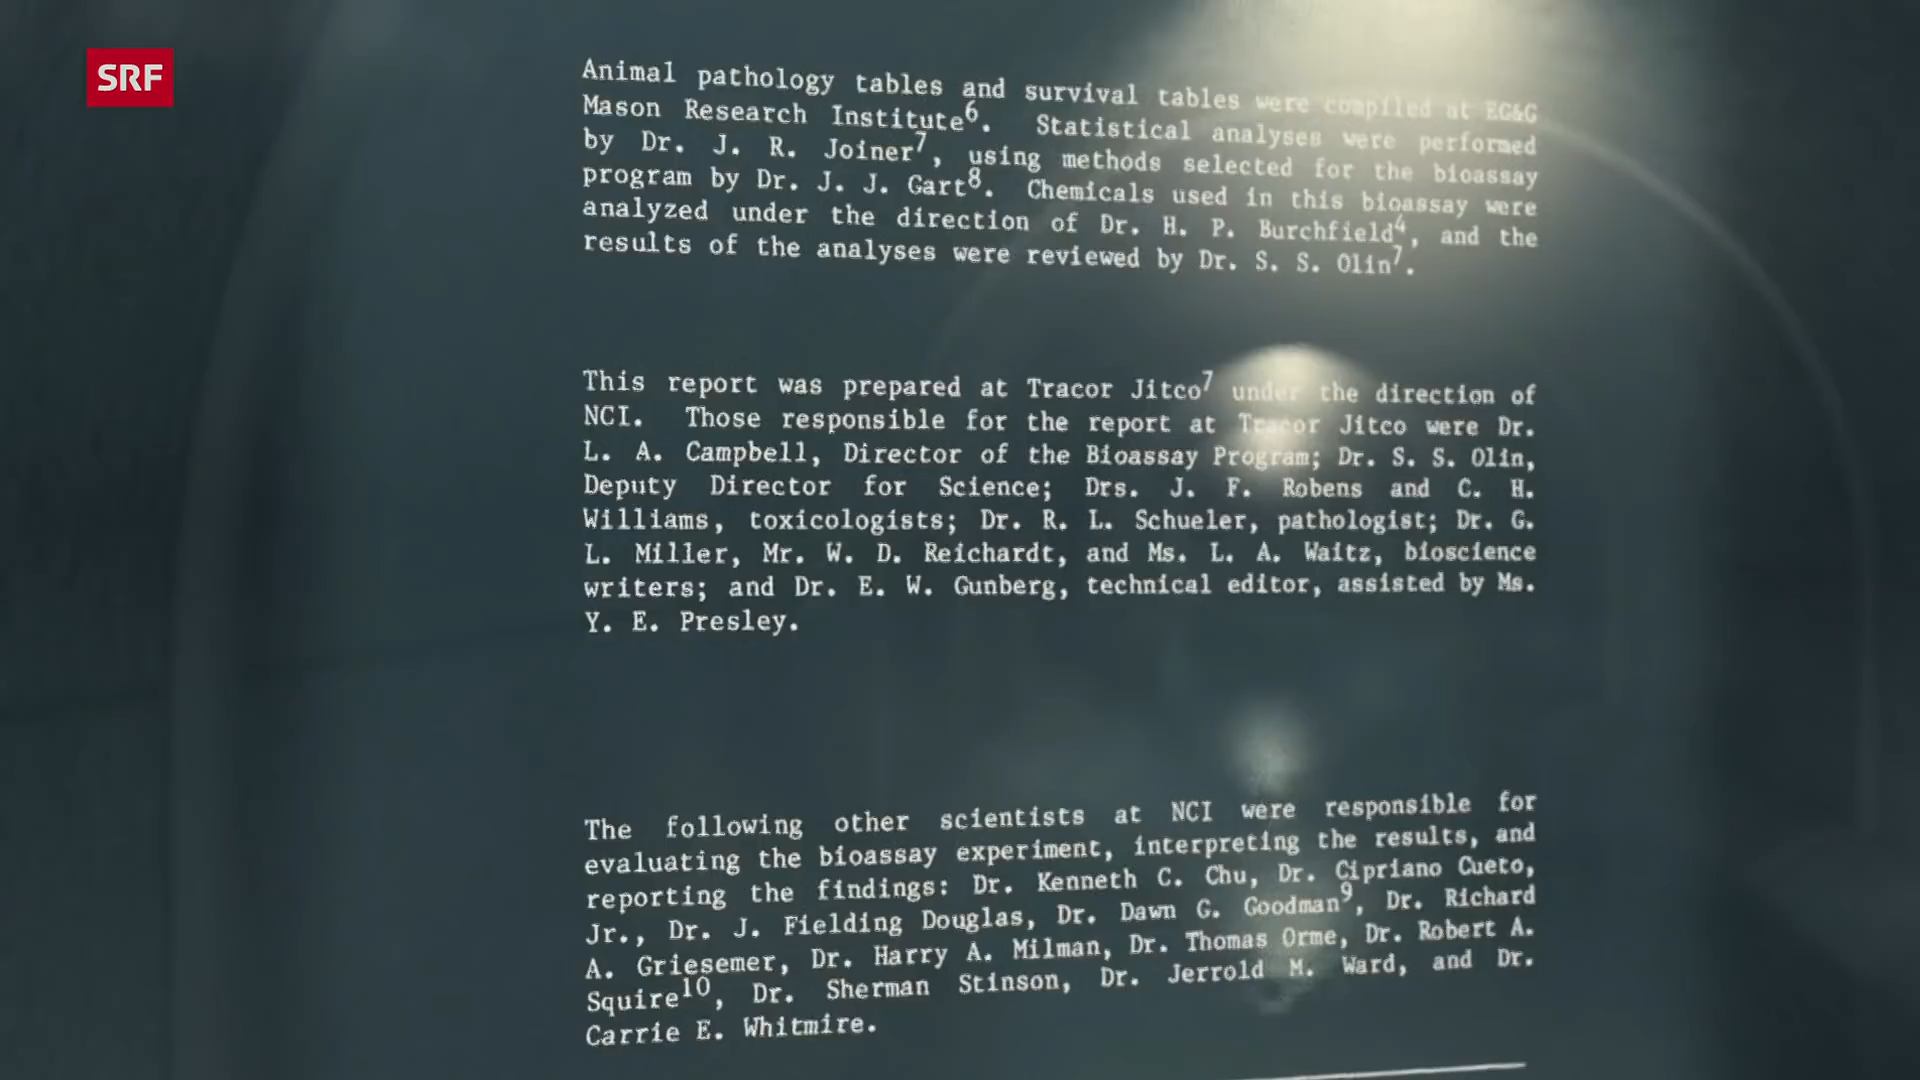 SRF
Animal pathology tables and survival tables were compiled at EG&G
Mason Research Institute⁶. Statistical analyses were performed
by Dr. J. R. Joiner⁷, using methods selected for the bioassay
program by Dr. J. J. Gart⁸. Chemicals used in this bioassay were
analyzed under the direction of Dr. H. P. Burchfield⁴, and the
results of the analyses were reviewed by Dr. S. S. Olin⁷.
This report was prepared at Tracor Jitco⁷ under the direction of
NCI. Those responsible for the report at Tracor Jitco were Dr.
L. A. Campbell, Director of the Bioassay Program; Dr. S. S. Olin,
Deputy Director for Science; Drs. J. F. Robens and C. H.
Williams, toxicologists; Dr. R. L. Schueler, pathologist; Dr. G.
L. Miller, Mr. W. D. Reichardt, and Ms. L. A. Waitz, bioscience
writers; and Dr. E. W. Gunberg, technical editor, assisted by Ms.
Y. E. Presley.
The following other scientists at NCI were responsible for
evaluating the bioassay experiment, interpreting the results, and
reporting the findings: Dr. Kenneth C. Chu, Dr. Cipriano Cueto,
Jr., Dr. J. Fielding Douglas, Dr. Dawn G. Goodman⁹, Dr. Richard
A. Griesemer, Dr. Harry A. Milman, Dr. Thomas Orme, Dr. Robert A.
Squire¹⁰, Dr. Sherman Stinson, Dr. Jerrold M. Ward, and Dr.
Carrie E. Whitmire.